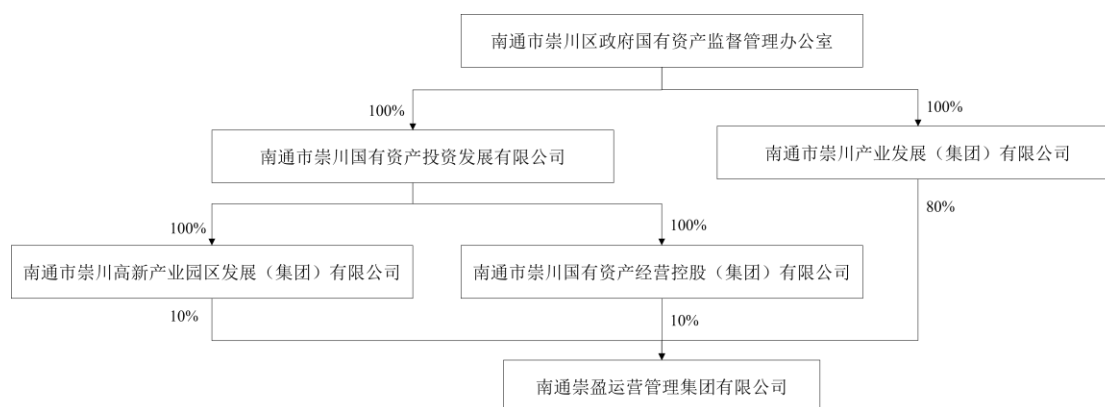 南通市崇川区政府国有资产监督管理办公室
100%
100%
南通市崇川国有资产投资发展有限公司
南通市崇川产业发展（集团）有限公司
100%
100%
80%
南通市崇川高新产业园区发展（集团）有限公司
南通市崇川国有资产经营控股（集团）有限公司
10%
10%
南通崇盈运营管理集团有限公司